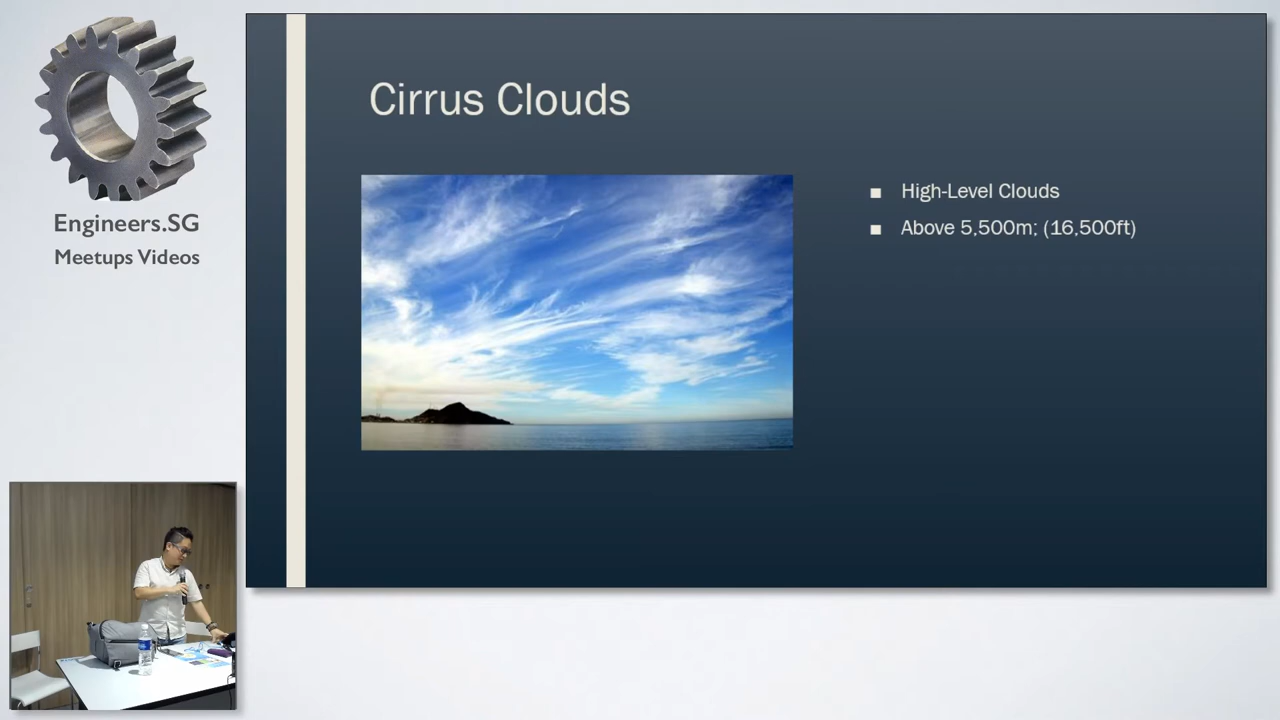 Engineers.SG
Meetups Videos
Cirrus Clouds
■ High-Level Clouds
■ Above 5,500m; (16,500ft)